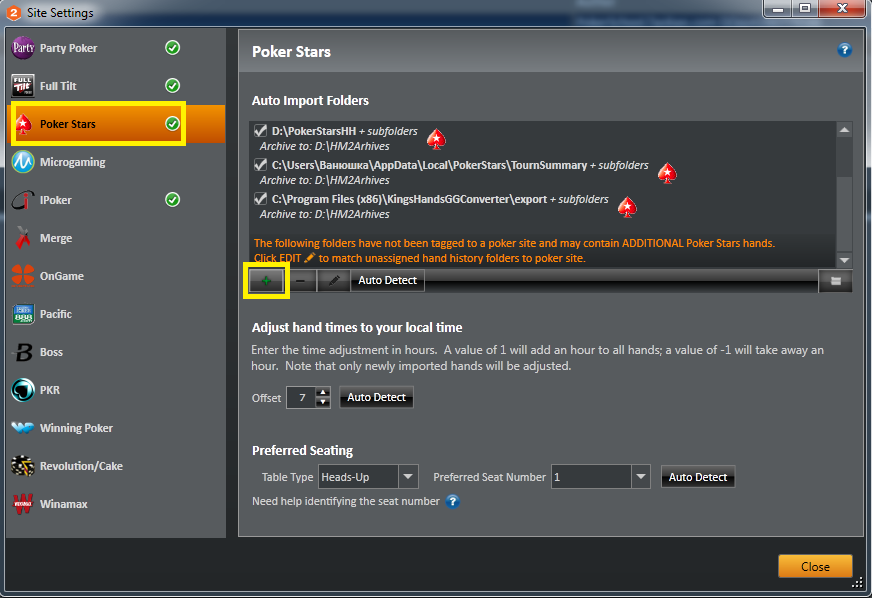 2 Site Settings
Party Party Poker
FULL TILT Full Tilt
Poker Stars
Microgaming
IPoker
Merge
OnGame
Pacific
B Boss
PKR
Winning Poker
Revolution/Cake
Winamax
Poker Stars
?
Auto Import Folders
D:\PokerStarsHH + subfolders
Archive to: D:\HM2Arhives
C:\Users\Ванюшка\AppData\Local\PokerStars\TournSummary + subfolders
Archive to: D:\HM2Arhives
C:\Program Files (x86)\KingsHandsGGConverter\export + subfolders
Archive to: D:\HM2Arhives
The following folders have not been tagged to a poker site and may contain ADDITIONAL Poker Stars hands.
Click EDIT to match unassigned hand history folders to poker site.
Auto Detect
Adjust hand times to your local time
Enter the time adjustment in hours. A value of 1 will add an hour to all hands; a value of -1 will take away an
hour. Note that only newly imported hands will be adjusted.
Offset 7 Auto Detect
Preferred Seating
Table Type Heads-Up Preferred Seat Number 1 Auto Detect
Need help identifying the seat number ?
Close